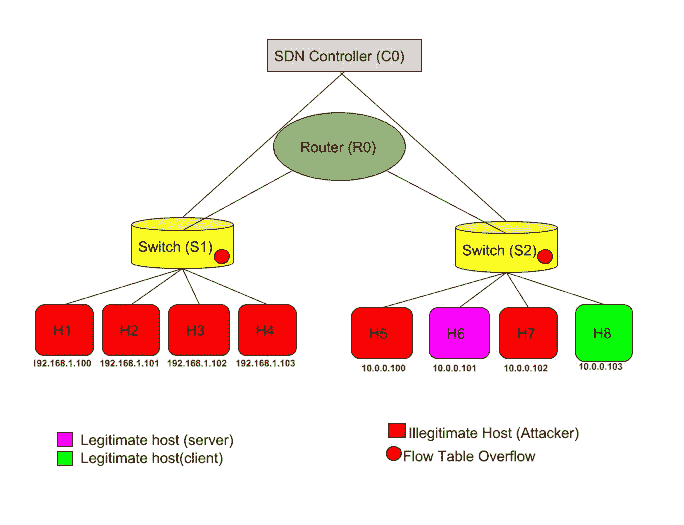 SDN Controller (C0)
Router (R0)
Switch (S1)
Switch (S2)
H1 H2 H3 H4 H5 H6 H7 H8
192.168.1.100 192.168.1.101 192.168.1.102 192.168.1.103 10.0.0.100 10.0.0.101 10.0.0.102 10.0.0.103
Legitimate host (server)
Legitimate host(client)
Illegitimate Host (Attacker)
Flow Table Overflow